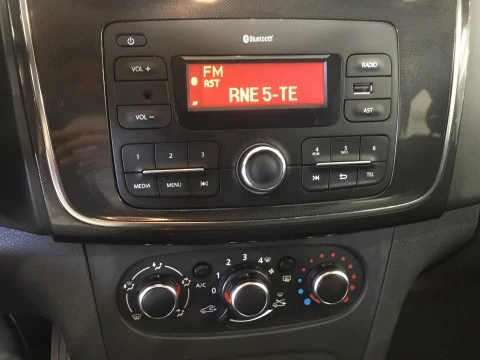 Bluetooth
VOL +
FM
RADIO
AST
RNE 5-TE
VOL -
AST
1 2 3
4 5 6
MEDIA MENU
TEL
A/C 0 1 2 3 4